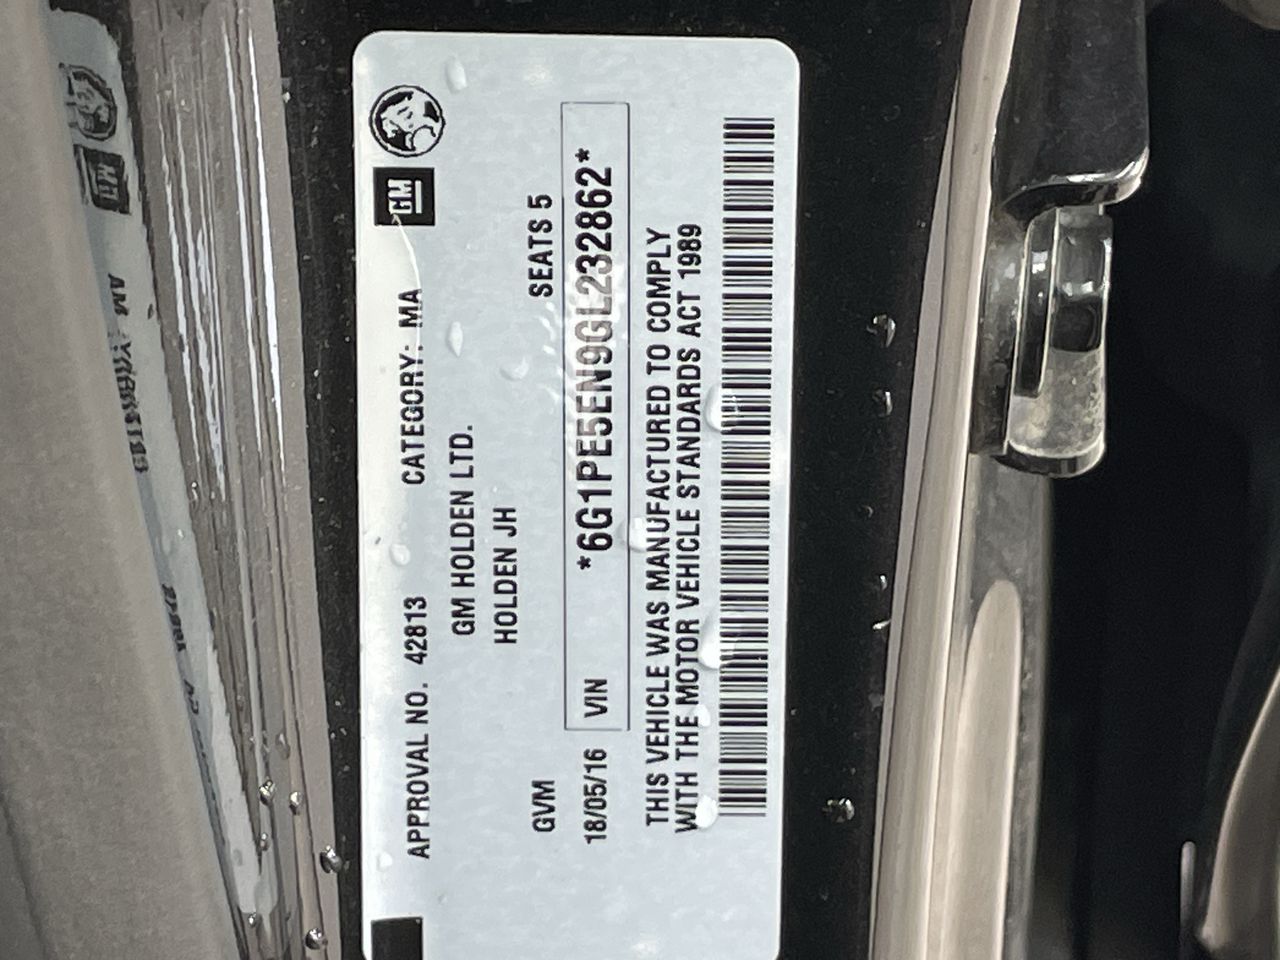 GM
APPROVAL NO. 42813 CATEGORY: MA
GM HOLDEN LTD.
HOLDEN JH
GVM SEATS 5
18/05/16 VIN *6G1PE5EN9GL232862*
THIS VEHICLE WAS MANUFACTURED TO COMPLY
WITH THE MOTOR VEHICLE STANDARDS ACT 1989